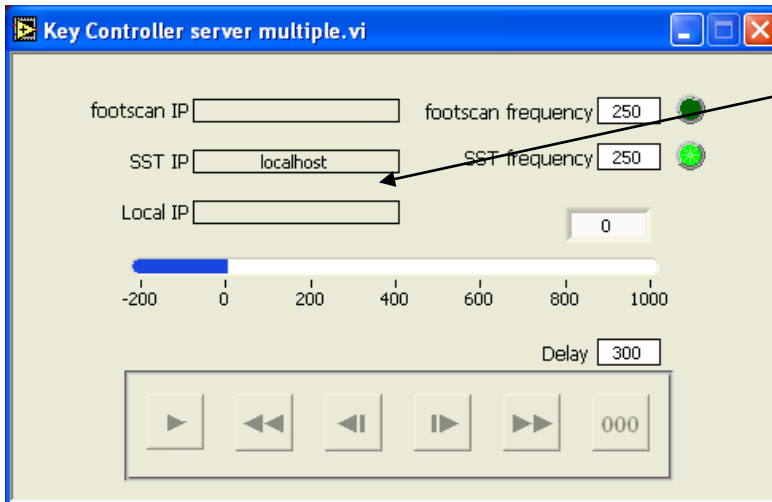 Key Controller server multiple.vi
footscan IP footscan frequency 250
SST IP localhost SST frequency 250
Local IP 0
-200 0 200 400 600 800 1000
Delay 300
000